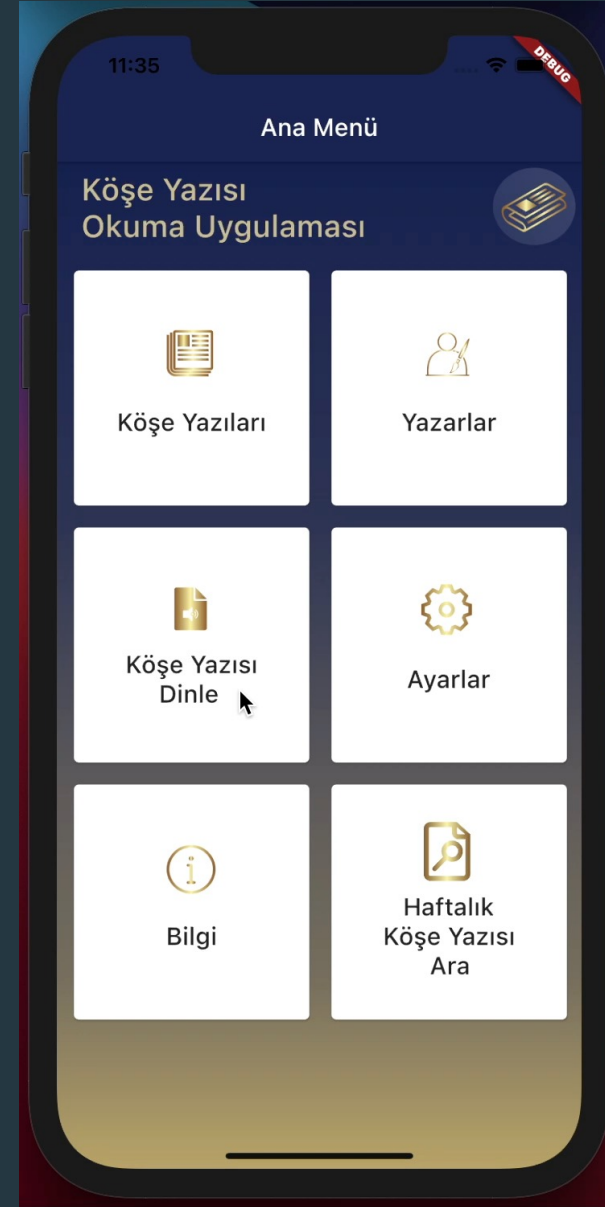 11:35
DEBUG
Ana Menü
Köşe Yazısı
Okuma Uygulaması
Köşe Yazıları
Yazarlar
Köşe Yazısı
Dinle
Ayarlar
Bilgi
Haftalık
Köşe Yazısı
Ara